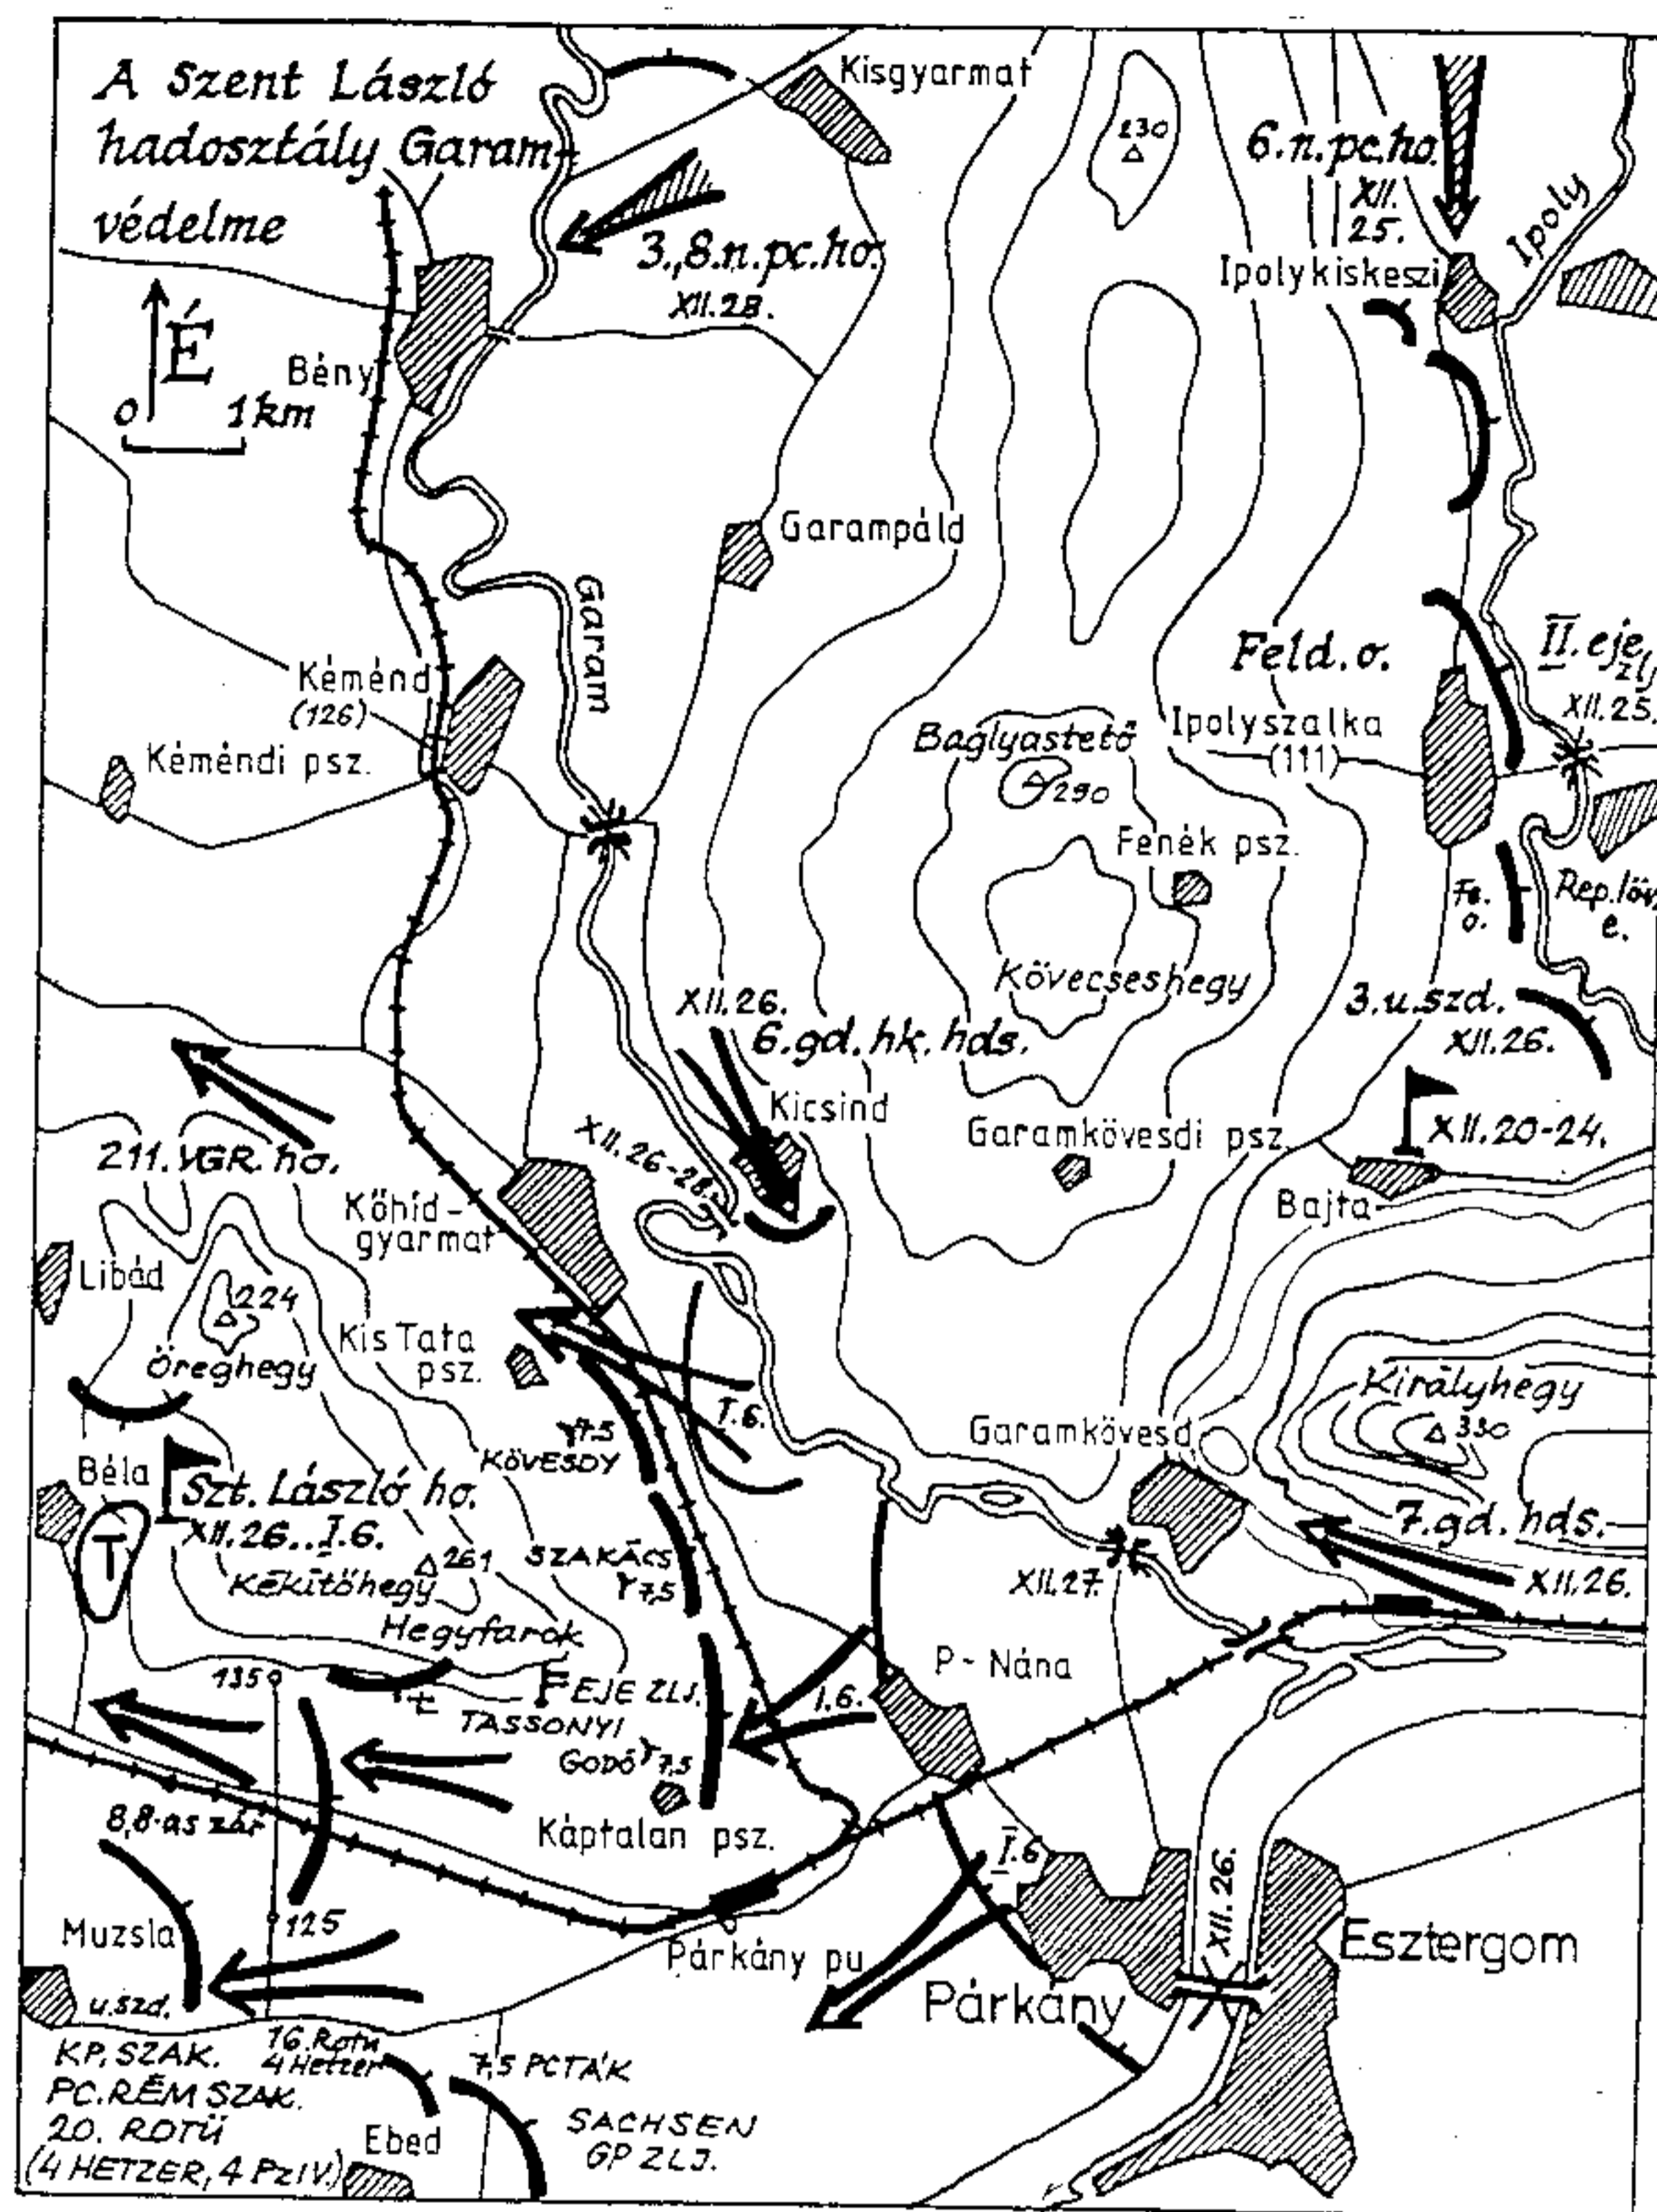 A Szent László
hadosztály Garam-
védelme
É
0 1 km
Kisgyarmat
230
6.n.pc.ho.
XII.
25.
Ipoly
3.,8.n.pc.ho.
XII.28.
Ipolykiskeszi
Bény
Garampáld
Garam
Kéménd
(126)
Kéméndi psz.
Feld. o.
II. eje.
zlj
XII.25.
Baglyastető
290
Ipolyszalka
(111)
Fenék psz.
Fe.
o.
Rep. löv.
e.
Kövecseshegy
3.u.szd.
XII.26.
XII.26.
6.gd.hk.hds.
Kicsind
Garamkövesdi psz.
XII.20-24.
Bajta
211. VGR. ho.
XII.26-28.
Kőhíd-
gyarmat
Libád
224
Öreghegy
Kis Tata
psz.
I.6.
7.5
KÖVESDY
Garamkövesd
Királyhegy
330
Béla
Szt. László ho.
XII.26..I.6.
T
261
Kékítőhegy
SZAKÁCS
7,5
7.gd.hds.
XII.26.
XII.27.
Hegyfarok
135
EJE ZLJ.
TASSONYI
GODÓ 7,5
I.6.
P-Nána
8,8-as zár
Káptalan psz.
I.6
XII.26.
Muzsla
125
Párkány pu
Párkány
Esztergom
u.szd.
KP. SZAK.
PC.RÉM SZAK.
20. ROTÜ
(4 HETZER, 4 PzIV.)
16. Rotü
4 Hetzer
7,5 PCTÁK
Ebed
SACHSEN
GP ZLJ.